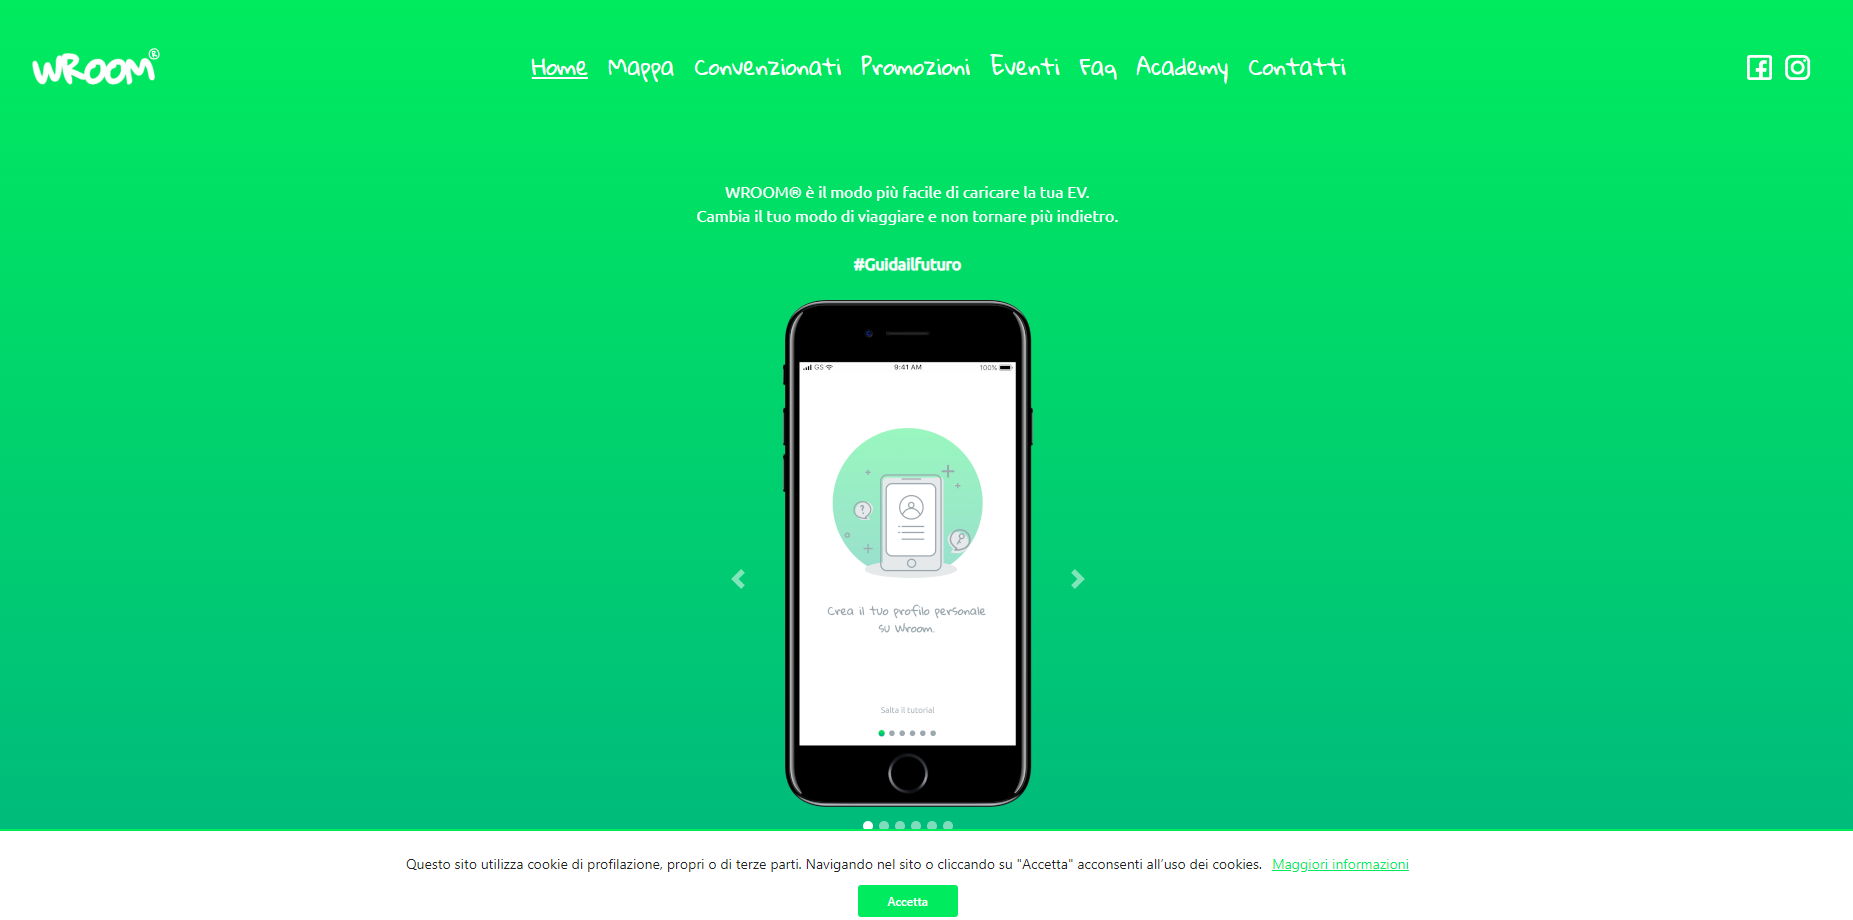 WROOM®
Home Mappa Convenzionati Promozioni Eventi Faq Academy Contatti
WROOM® è il modo più facile di caricare la tua EV.
Cambia il tuo modo di viaggiare e non tornare più indietro.
#Guidailfuturo
GS 9:41 AM 100%
?
Crea il tuo profilo personale
su Wroom.
Salta il tutorial
Questo sito utilizza cookie di profilazione, propri o di terze parti. Navigando nel sito o cliccando su "Accetta" acconsenti all’uso dei cookies. Maggiori informazioni
Accetta